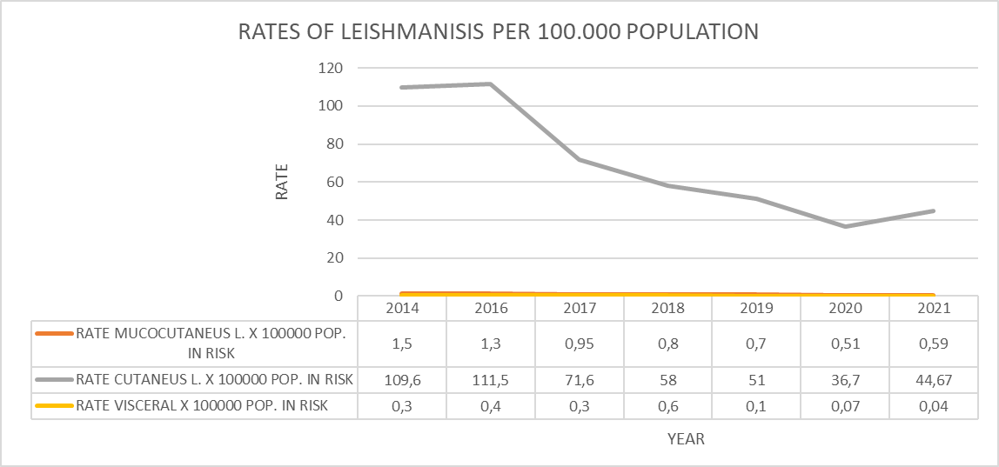 RATES OF LEISHMANISIS PER 100.000 POPULATION
120
100
80
60
40
20
0
RATE
2014 2016 2017 2018 2019 2020 2021
RATE MUCOCUTANEUS L. X 100000 POP.
IN RISK
1,5 1,3 0,95 0,8 0,7 0,51 0,59
RATE CUTANEUS L. X 100000 POP. IN RISK 109,6 111,5 71,6 58 51 36,7 44,67
RATE VISCERAL X 100000 POP. IN RISK 0,3 0,4 0,3 0,6 0,1 0,07 0,04
YEAR